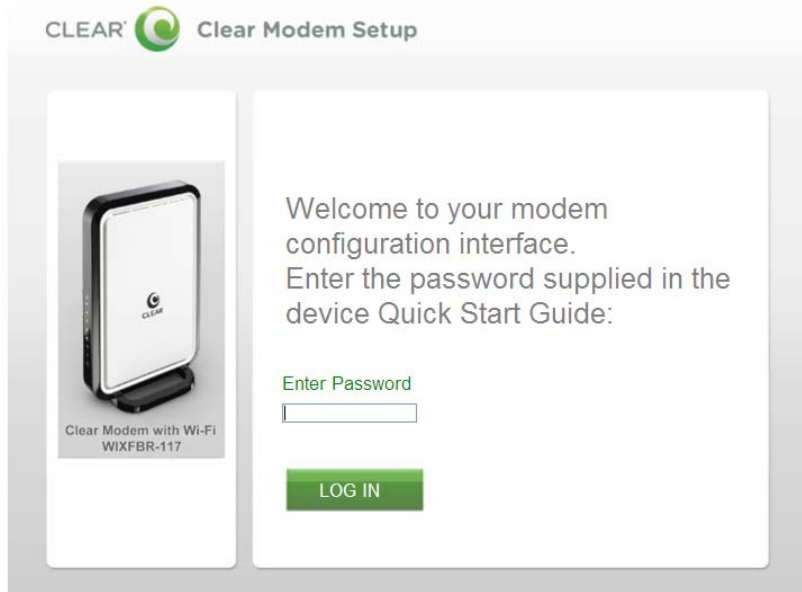 CLEAR Clear Modem Setup
CLEAR
Clear Modem with Wi-Fi
WIXFBR-117
Welcome to your modem
configuration interface.
Enter the password supplied in the
device Quick Start Guide:
Enter Password
LOG IN